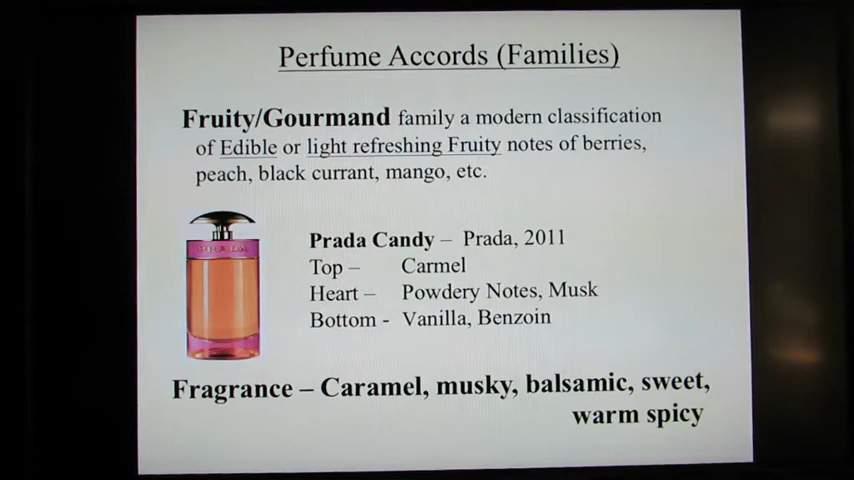 Perfume Accords (Families)
Fruity/Gourmand family a modern classification
of Edible or light refreshing Fruity notes of berries,
peach, black currant, mango, etc.
PRADA
Prada Candy – Prada, 2011
Top – Carmel
Heart – Powdery Notes, Musk
Bottom - Vanilla, Benzoin
Fragrance – Caramel, musky, balsamic, sweet,
warm spicy